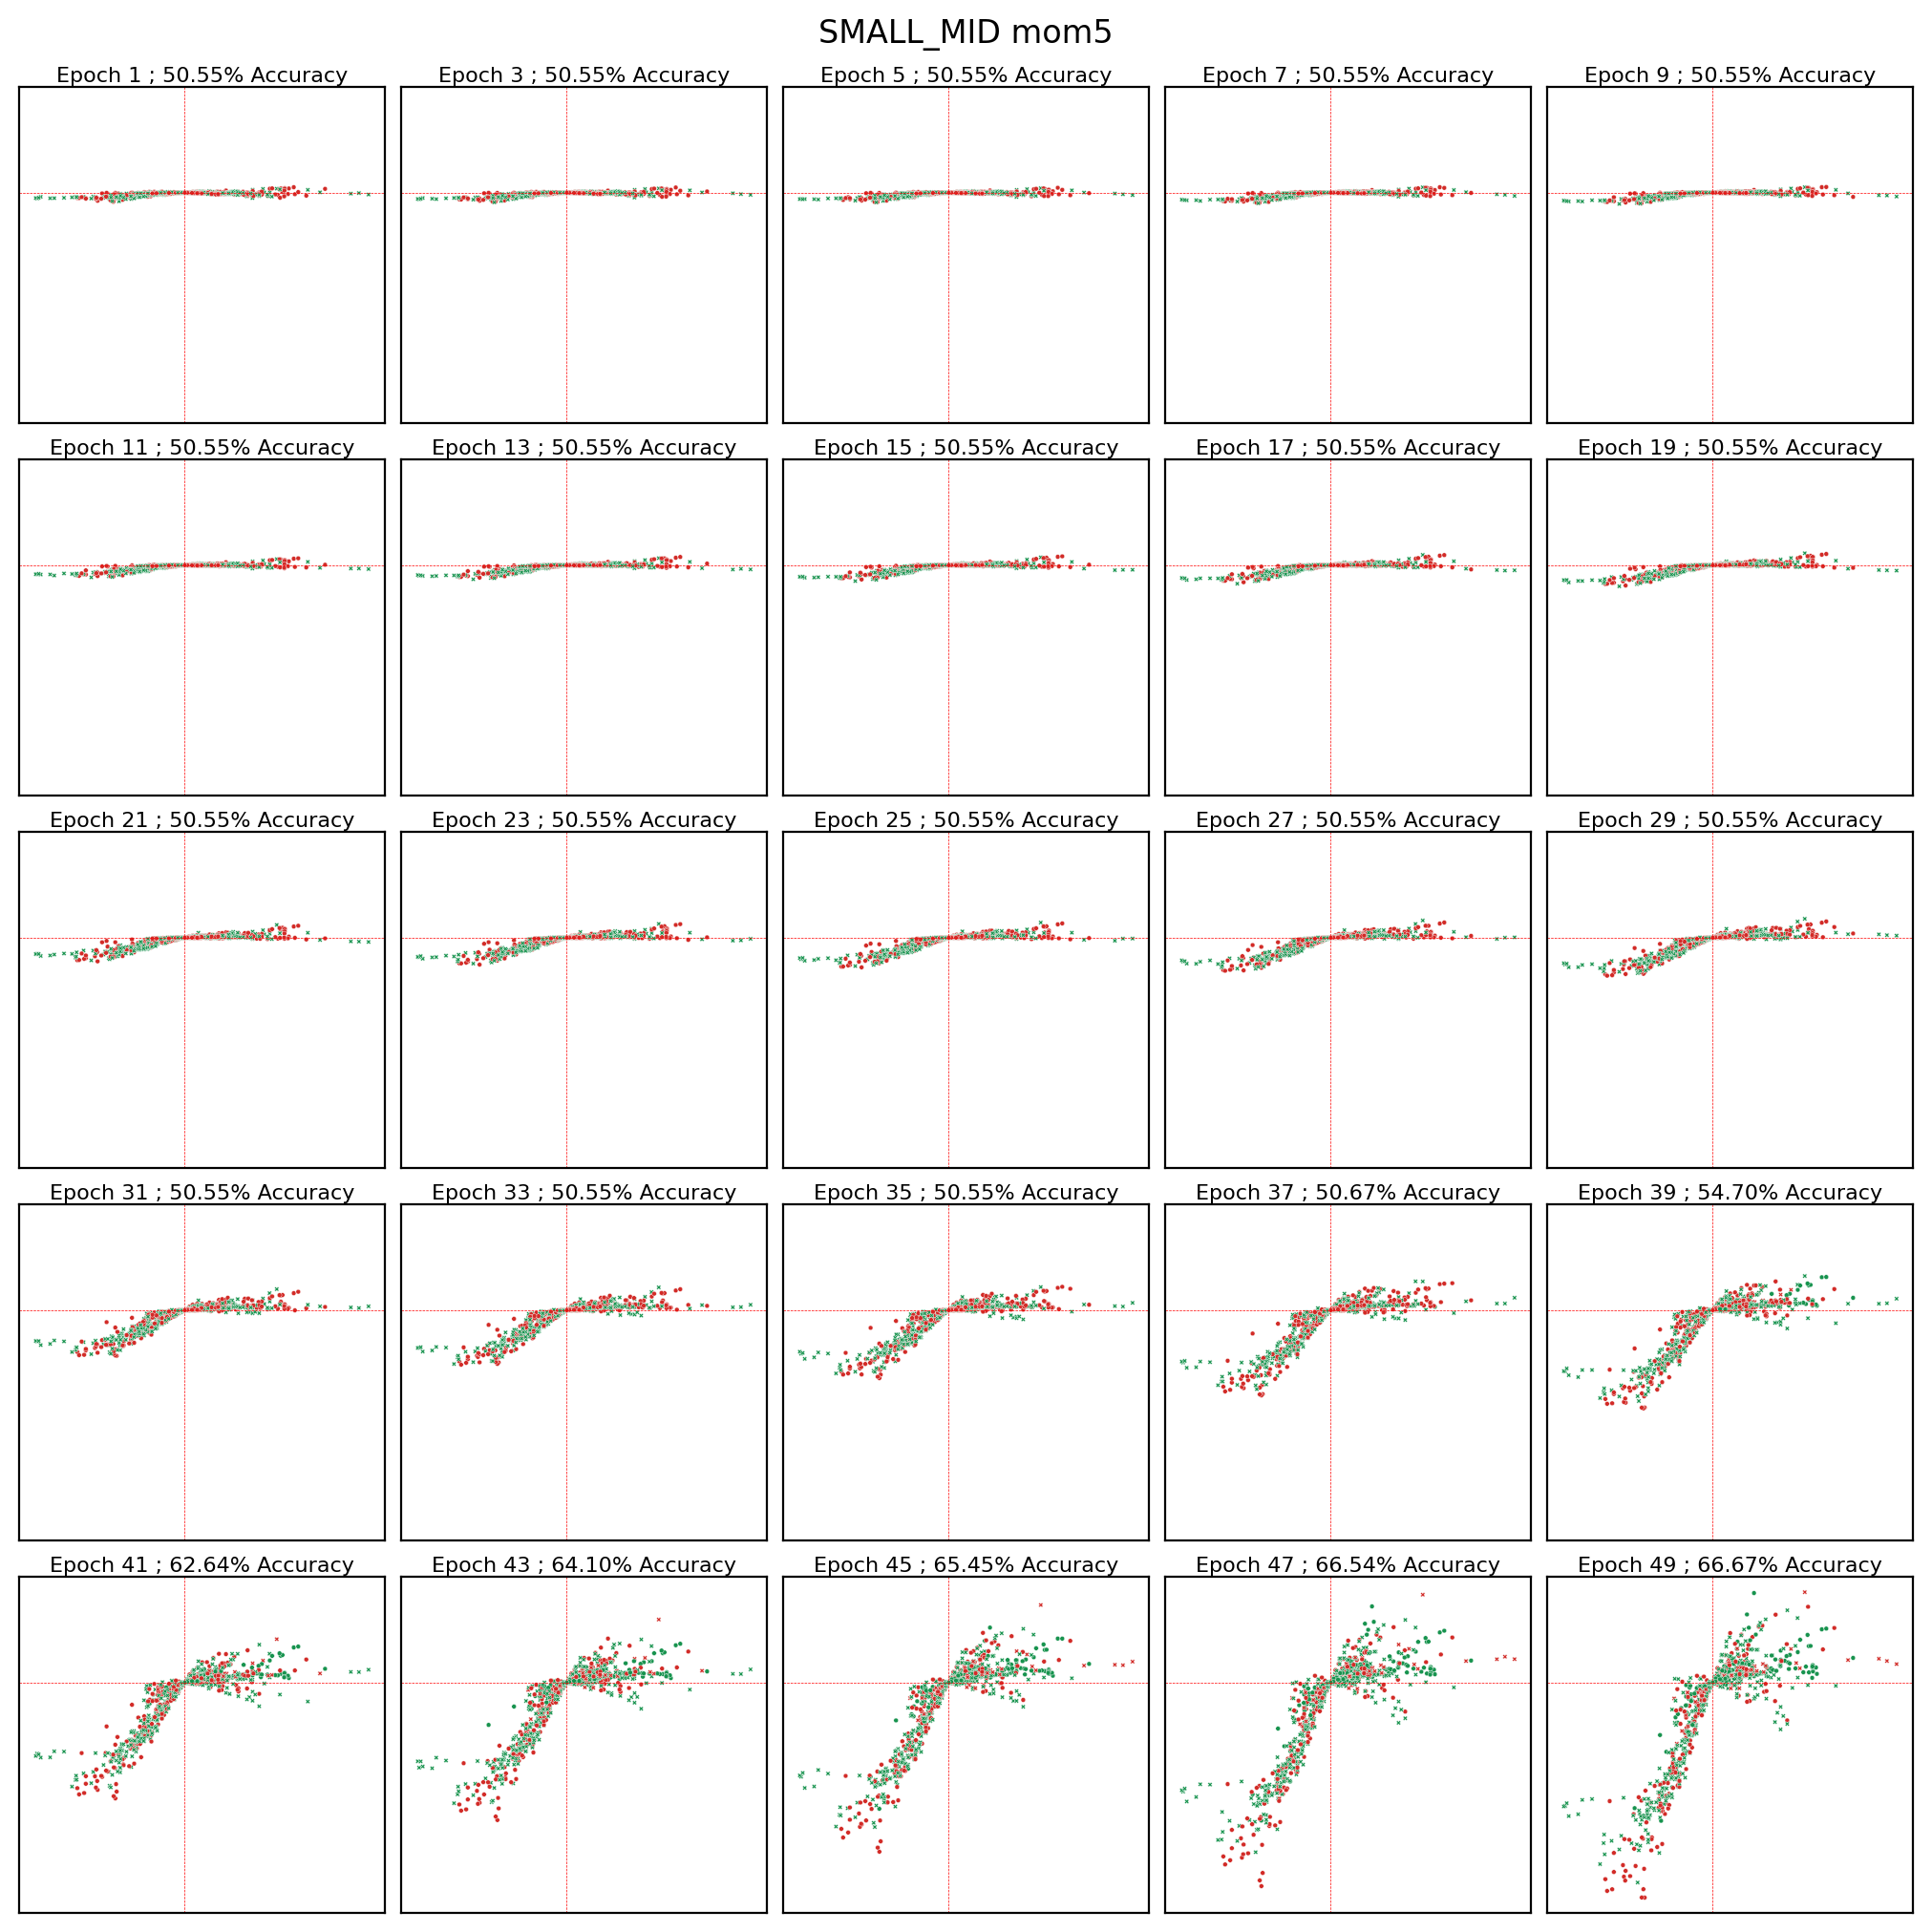 SMALL_MID mom5
Epoch 1 ; 50.55% Accuracy
Epoch 3 ; 50.55% Accuracy
Epoch 5 ; 50.55% Accuracy
Epoch 7 ; 50.55% Accuracy
Epoch 9 ; 50.55% Accuracy
Epoch 11 ; 50.55% Accuracy
Epoch 13 ; 50.55% Accuracy
Epoch 15 ; 50.55% Accuracy
Epoch 17 ; 50.55% Accuracy
Epoch 19 ; 50.55% Accuracy
Epoch 21 ; 50.55% Accuracy
Epoch 23 ; 50.55% Accuracy
Epoch 25 ; 50.55% Accuracy
Epoch 27 ; 50.55% Accuracy
Epoch 29 ; 50.55% Accuracy
Epoch 31 ; 50.55% Accuracy
Epoch 33 ; 50.55% Accuracy
Epoch 35 ; 50.55% Accuracy
Epoch 37 ; 50.67% Accuracy
Epoch 39 ; 54.70% Accuracy
Epoch 41 ; 62.64% Accuracy
Epoch 43 ; 64.10% Accuracy
Epoch 45 ; 65.45% Accuracy
Epoch 47 ; 66.54% Accuracy
Epoch 49 ; 66.67% Accuracy